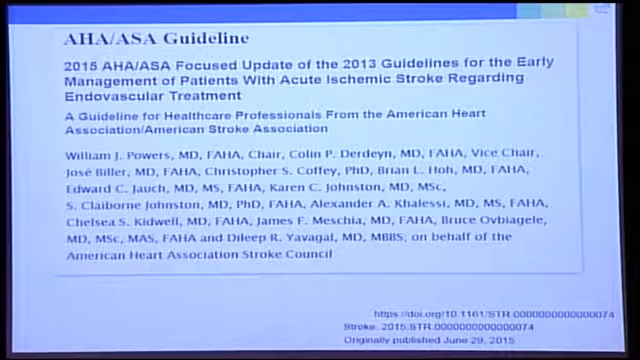 AHA/ASA Guideline
2015 AHA/ASA Focused Update of the 2013 Guidelines for the Early
Management of Patients With Acute Ischemic Stroke Regarding
Endovascular Treatment
A Guideline for Healthcare Professionals From the American Heart
Association/American Stroke Association
William J. Powers, MD, FAHA, Chair, Colin P. Derdeyn, MD, FAHA, Vice Chair,
José Biller, MD, FAHA, Christopher S. Coffey, PhD, Brian L. Hoh, MD, FAHA,
Edward C. Jauch, MD, MS, FAHA, Karen C. Johnston, MD, MSc,
S. Claiborne Johnston, MD, PhD, FAHA, Alexander A. Khalessi, MD, MS, FAHA,
Chelsea S. Kidwell, MD, FAHA, James F. Meschia, MD, FAHA, Bruce Ovbiagele,
MD, MSc, MAS, FAHA and Dileep R. Yavagal, MD, MBBS; on behalf of the
American Heart Association Stroke Council
https://doi.org/10.1161/STR.0000000000000074
Stroke. 2015;STR.0000000000000074
Originally published June 29, 2015